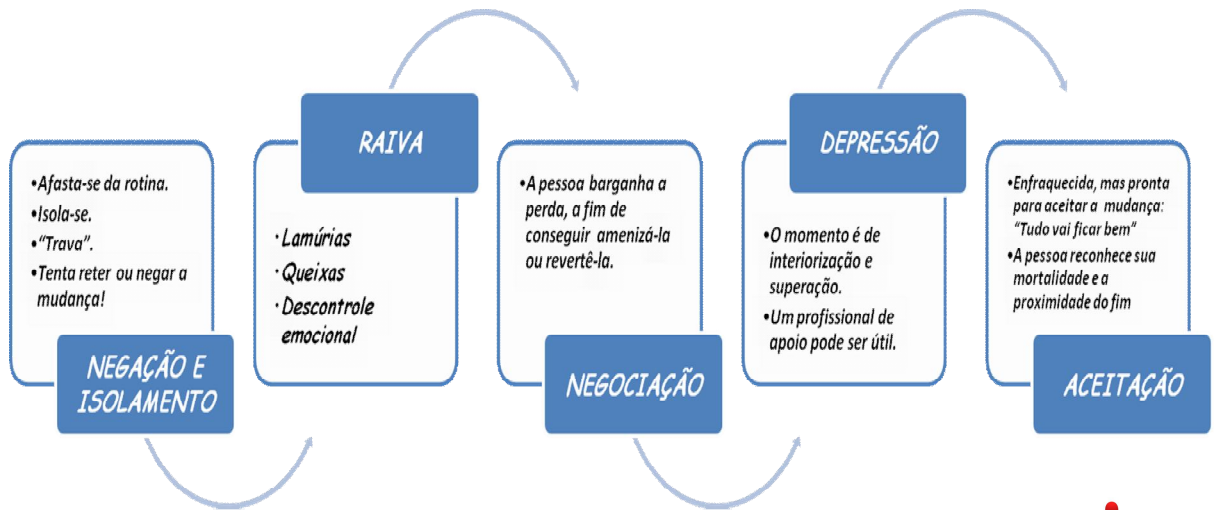 •Afasta-se da rotina.
•Isola-se.
•“Trava”.
•Tenta reter ou negar a
mudança!
NEGAÇÃO E
ISOLAMENTO
RAIVA
· Lamúrias
· Queixas
· Descontrole
emocional
•A pessoa barganha a
perda, a fim de
conseguir amenizá-la
ou revertê-la.
NEGOCIAÇÃO
DEPRESSÃO
•O momento é de
interiorização e
superação.
•Um profissional de
apoio pode ser útil.
•Enfraquecida, mas pronta
para aceitar a mudança:
“Tudo vai ficar bem”
•A pessoa reconhece sua
mortalidade e a
proximidade do fim
ACEITAÇÃO